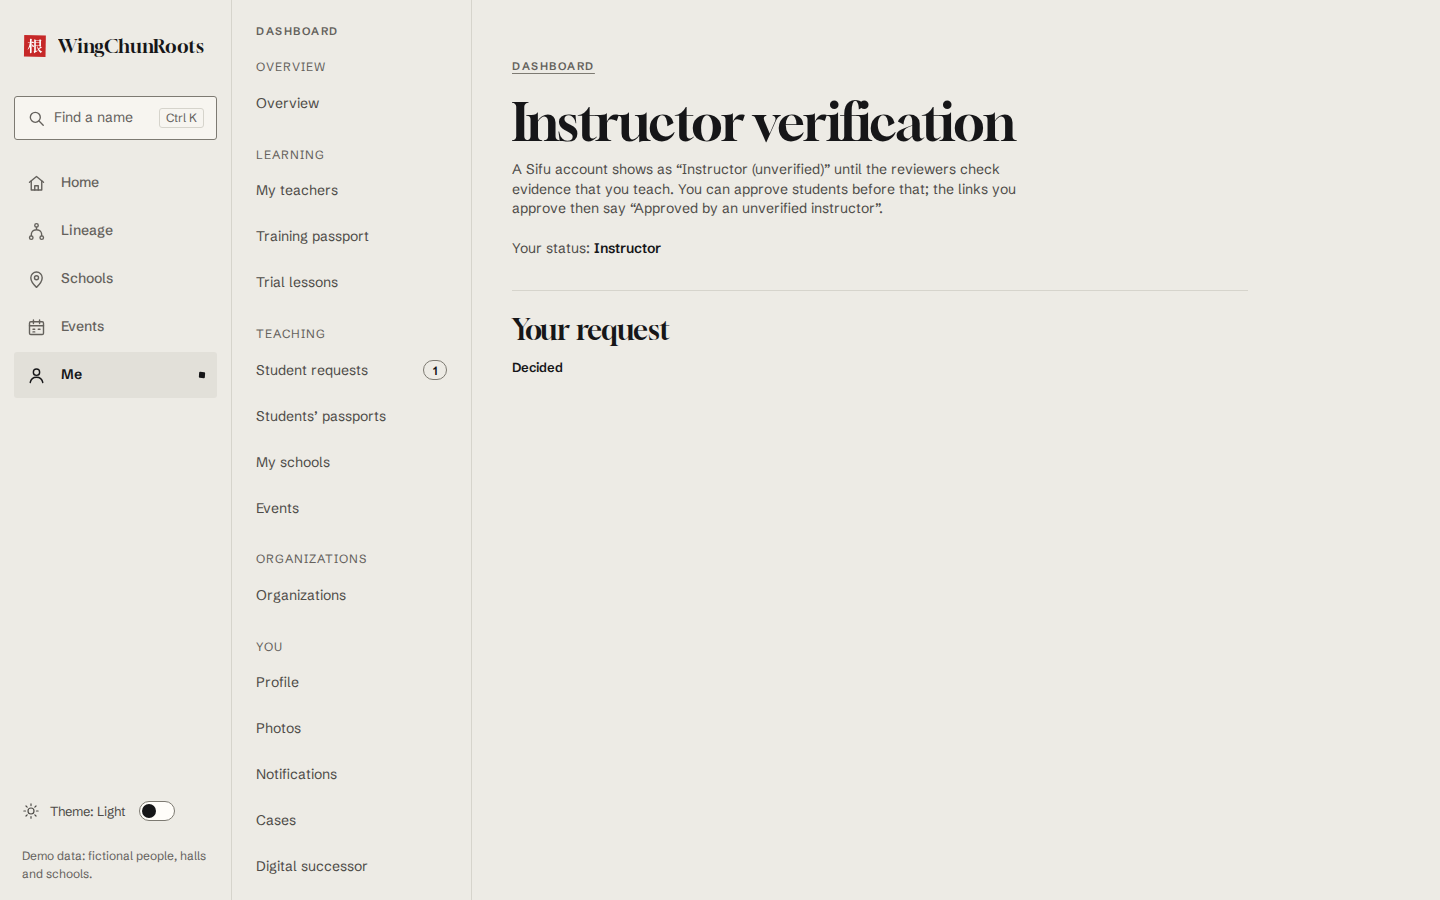 根 WingChunRoots
Find a name Ctrl K
Home
Lineage
Schools
Events
Me
Theme: Light
Demo data: fictional people, halls
and schools.
DASHBOARD
OVERVIEW
Overview
LEARNING
My teachers
Training passport
Trial lessons
TEACHING
Student requests 1
Students’ passports
My schools
Events
ORGANIZATIONS
Organizations
YOU
Profile
Photos
Notifications
Cases
Digital successor
DASHBOARD
Instructor verification
A Sifu account shows as “Instructor (unverified)” until the reviewers check
evidence that you teach. You can approve students before that; the links you
approve then say “Approved by an unverified instructor”.
Your status: Instructor
Your request
Decided